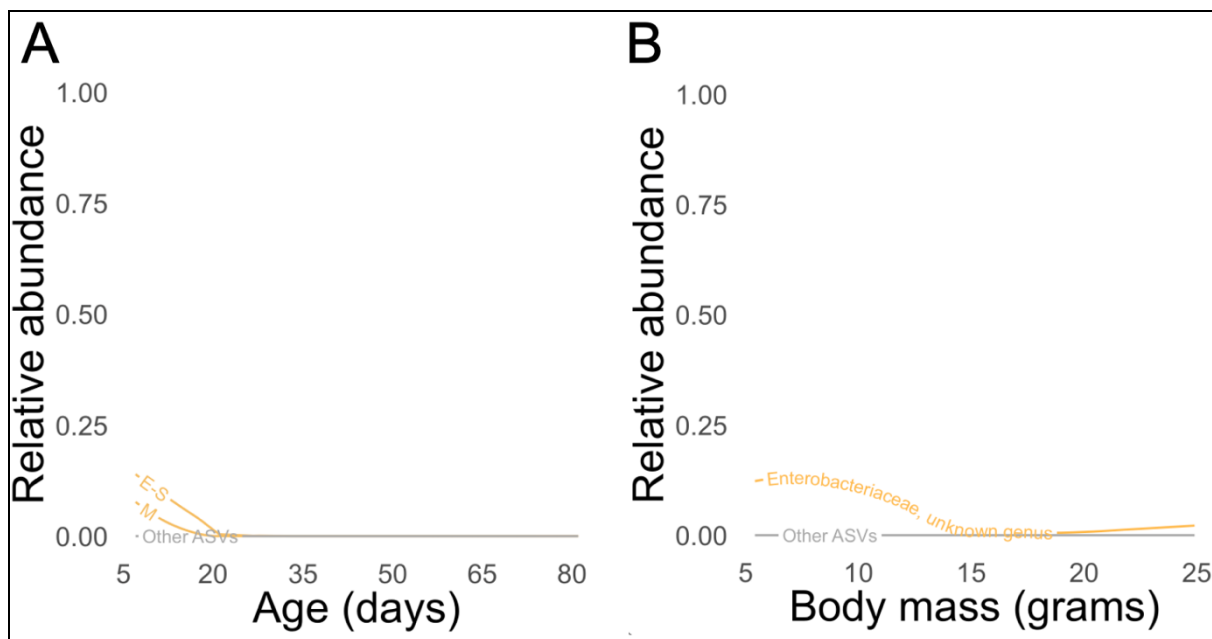 A
Relative abundance
1.00
0.75
0.50
0.25
0.00
E-S
M
Other ASVs
5 20 35 50 65 80
Age (days)
B
Relative abundance
1.00
0.75
0.50
0.25
0.00
Enterobacteriaceae, unknown genus
Other ASVs
5 10 15 20 25
Body mass (grams)